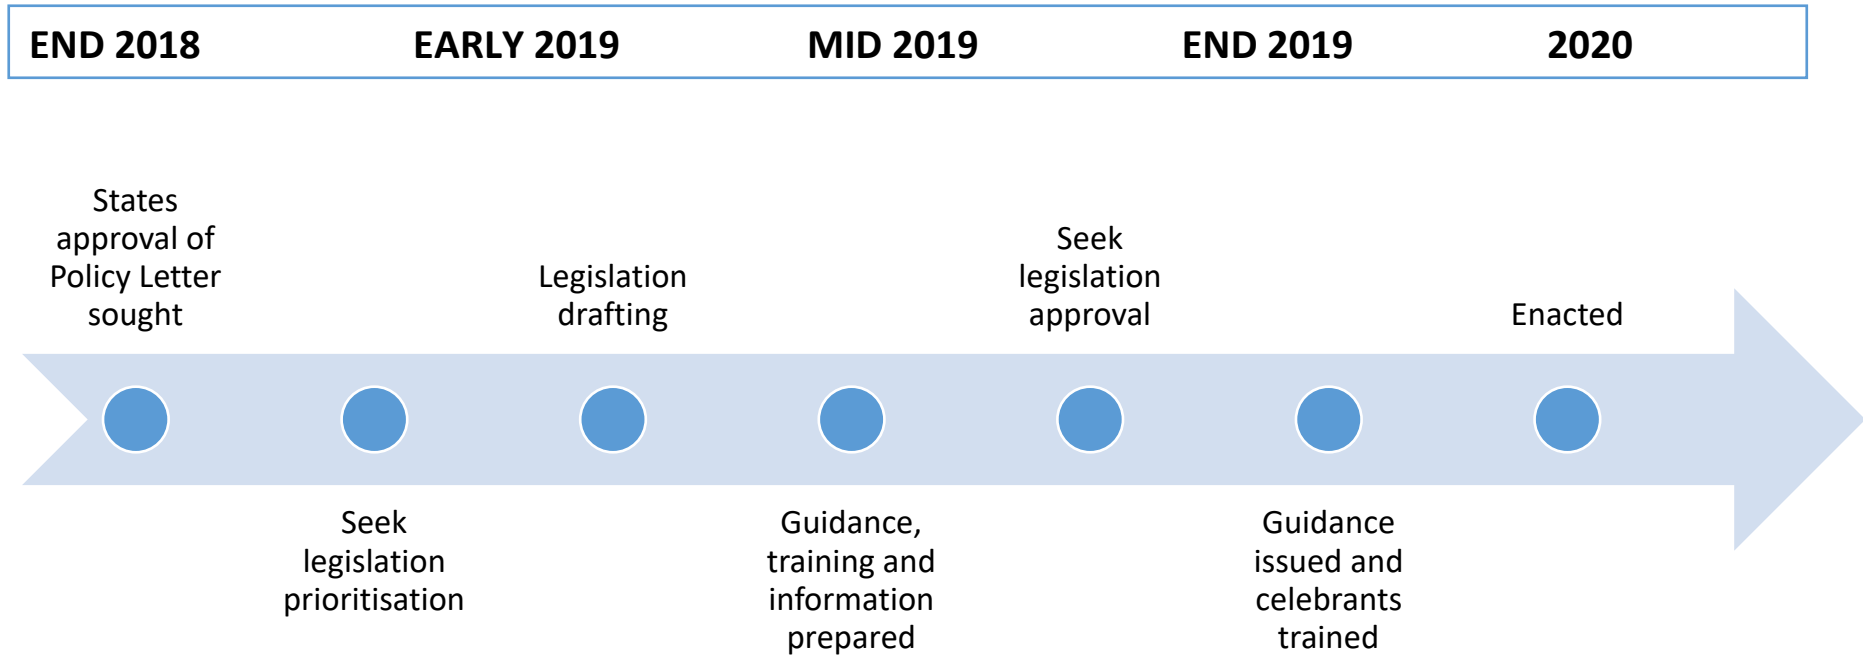 END 2018 EARLY 2019 MID 2019 END 2019 2020
States
approval of
Policy Letter
sought
Seek
legislation
prioritisation
Legislation
drafting
Guidance,
training and
information
prepared
Seek
legislation
approval
Guidance
issued and
celebrants
trained
Enacted